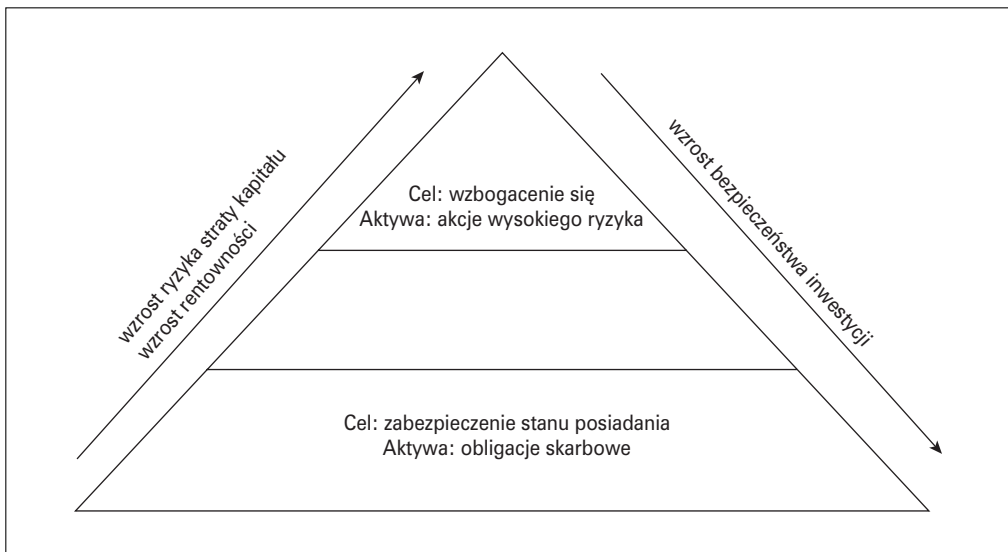 wzrost ryzyka straty kapitału
wzrost rentowności
wzrost bezpieczeństwa inwestycji
Cel: wzbogacenie się
Aktywa: akcje wysokiego ryzyka
Cel: zabezpieczenie stanu posiadania
Aktywa: obligacje skarbowe